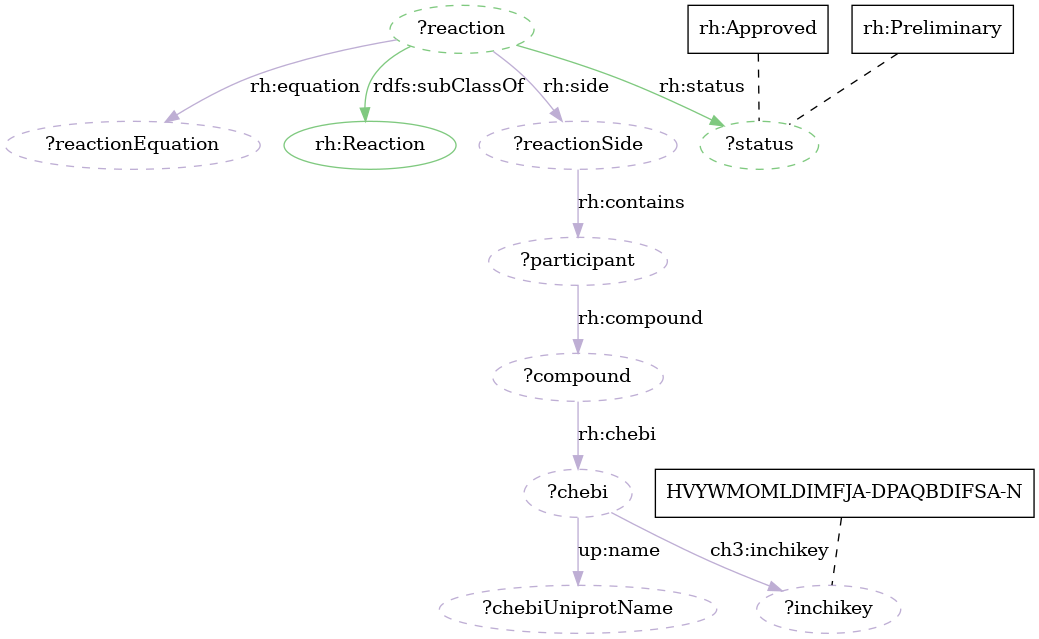 ?reaction
rh:Approved
rh:Preliminary
rh:equation
rdfs:subClassOf
rh:side
rh:status
?reactionEquation
rh:Reaction
?reactionSide
?status
rh:contains
?participant
rh:compound
?compound
rh:chebi
?chebi
HVYWMOMLDIMFJA-DPAQBDIFSA-N
up:name
ch3:inchikey
?chebiUniprotName
?inchikey